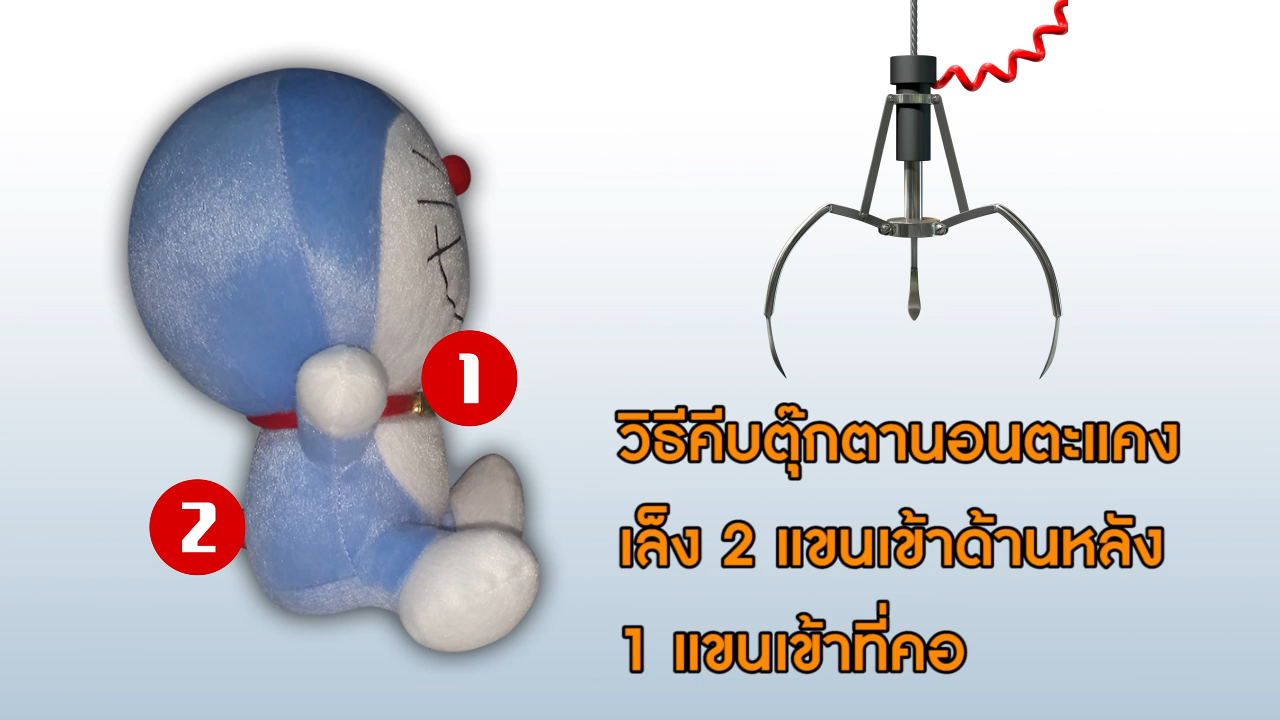 1
2
วิธีคีบตุ๊กตานอนตะแคง
เล็ง 2 แขนเข้าด้านหลัง
1 แขนเข้าที่คอ